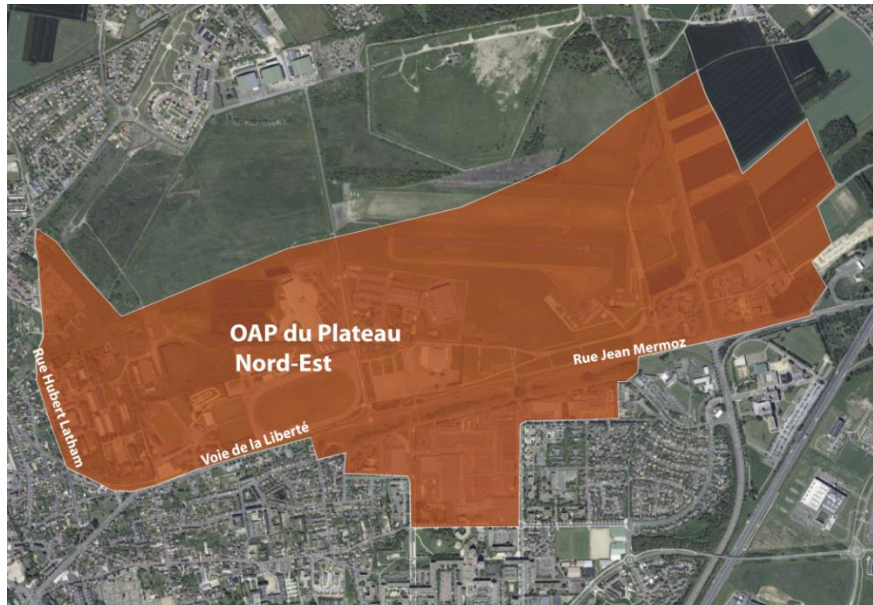 OAP du Plateau
Nord-Est
Rue Jean Mermoz
Rue Hubert Latham
Voie de la Liberté